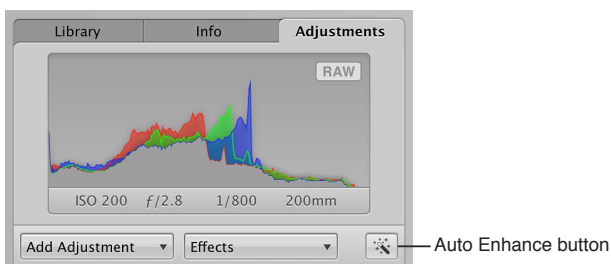 Library Info Adjustments
RAW
ISO 200 ƒ/2.8 1/800 200mm
Add Adjustment Effects Auto Enhance button